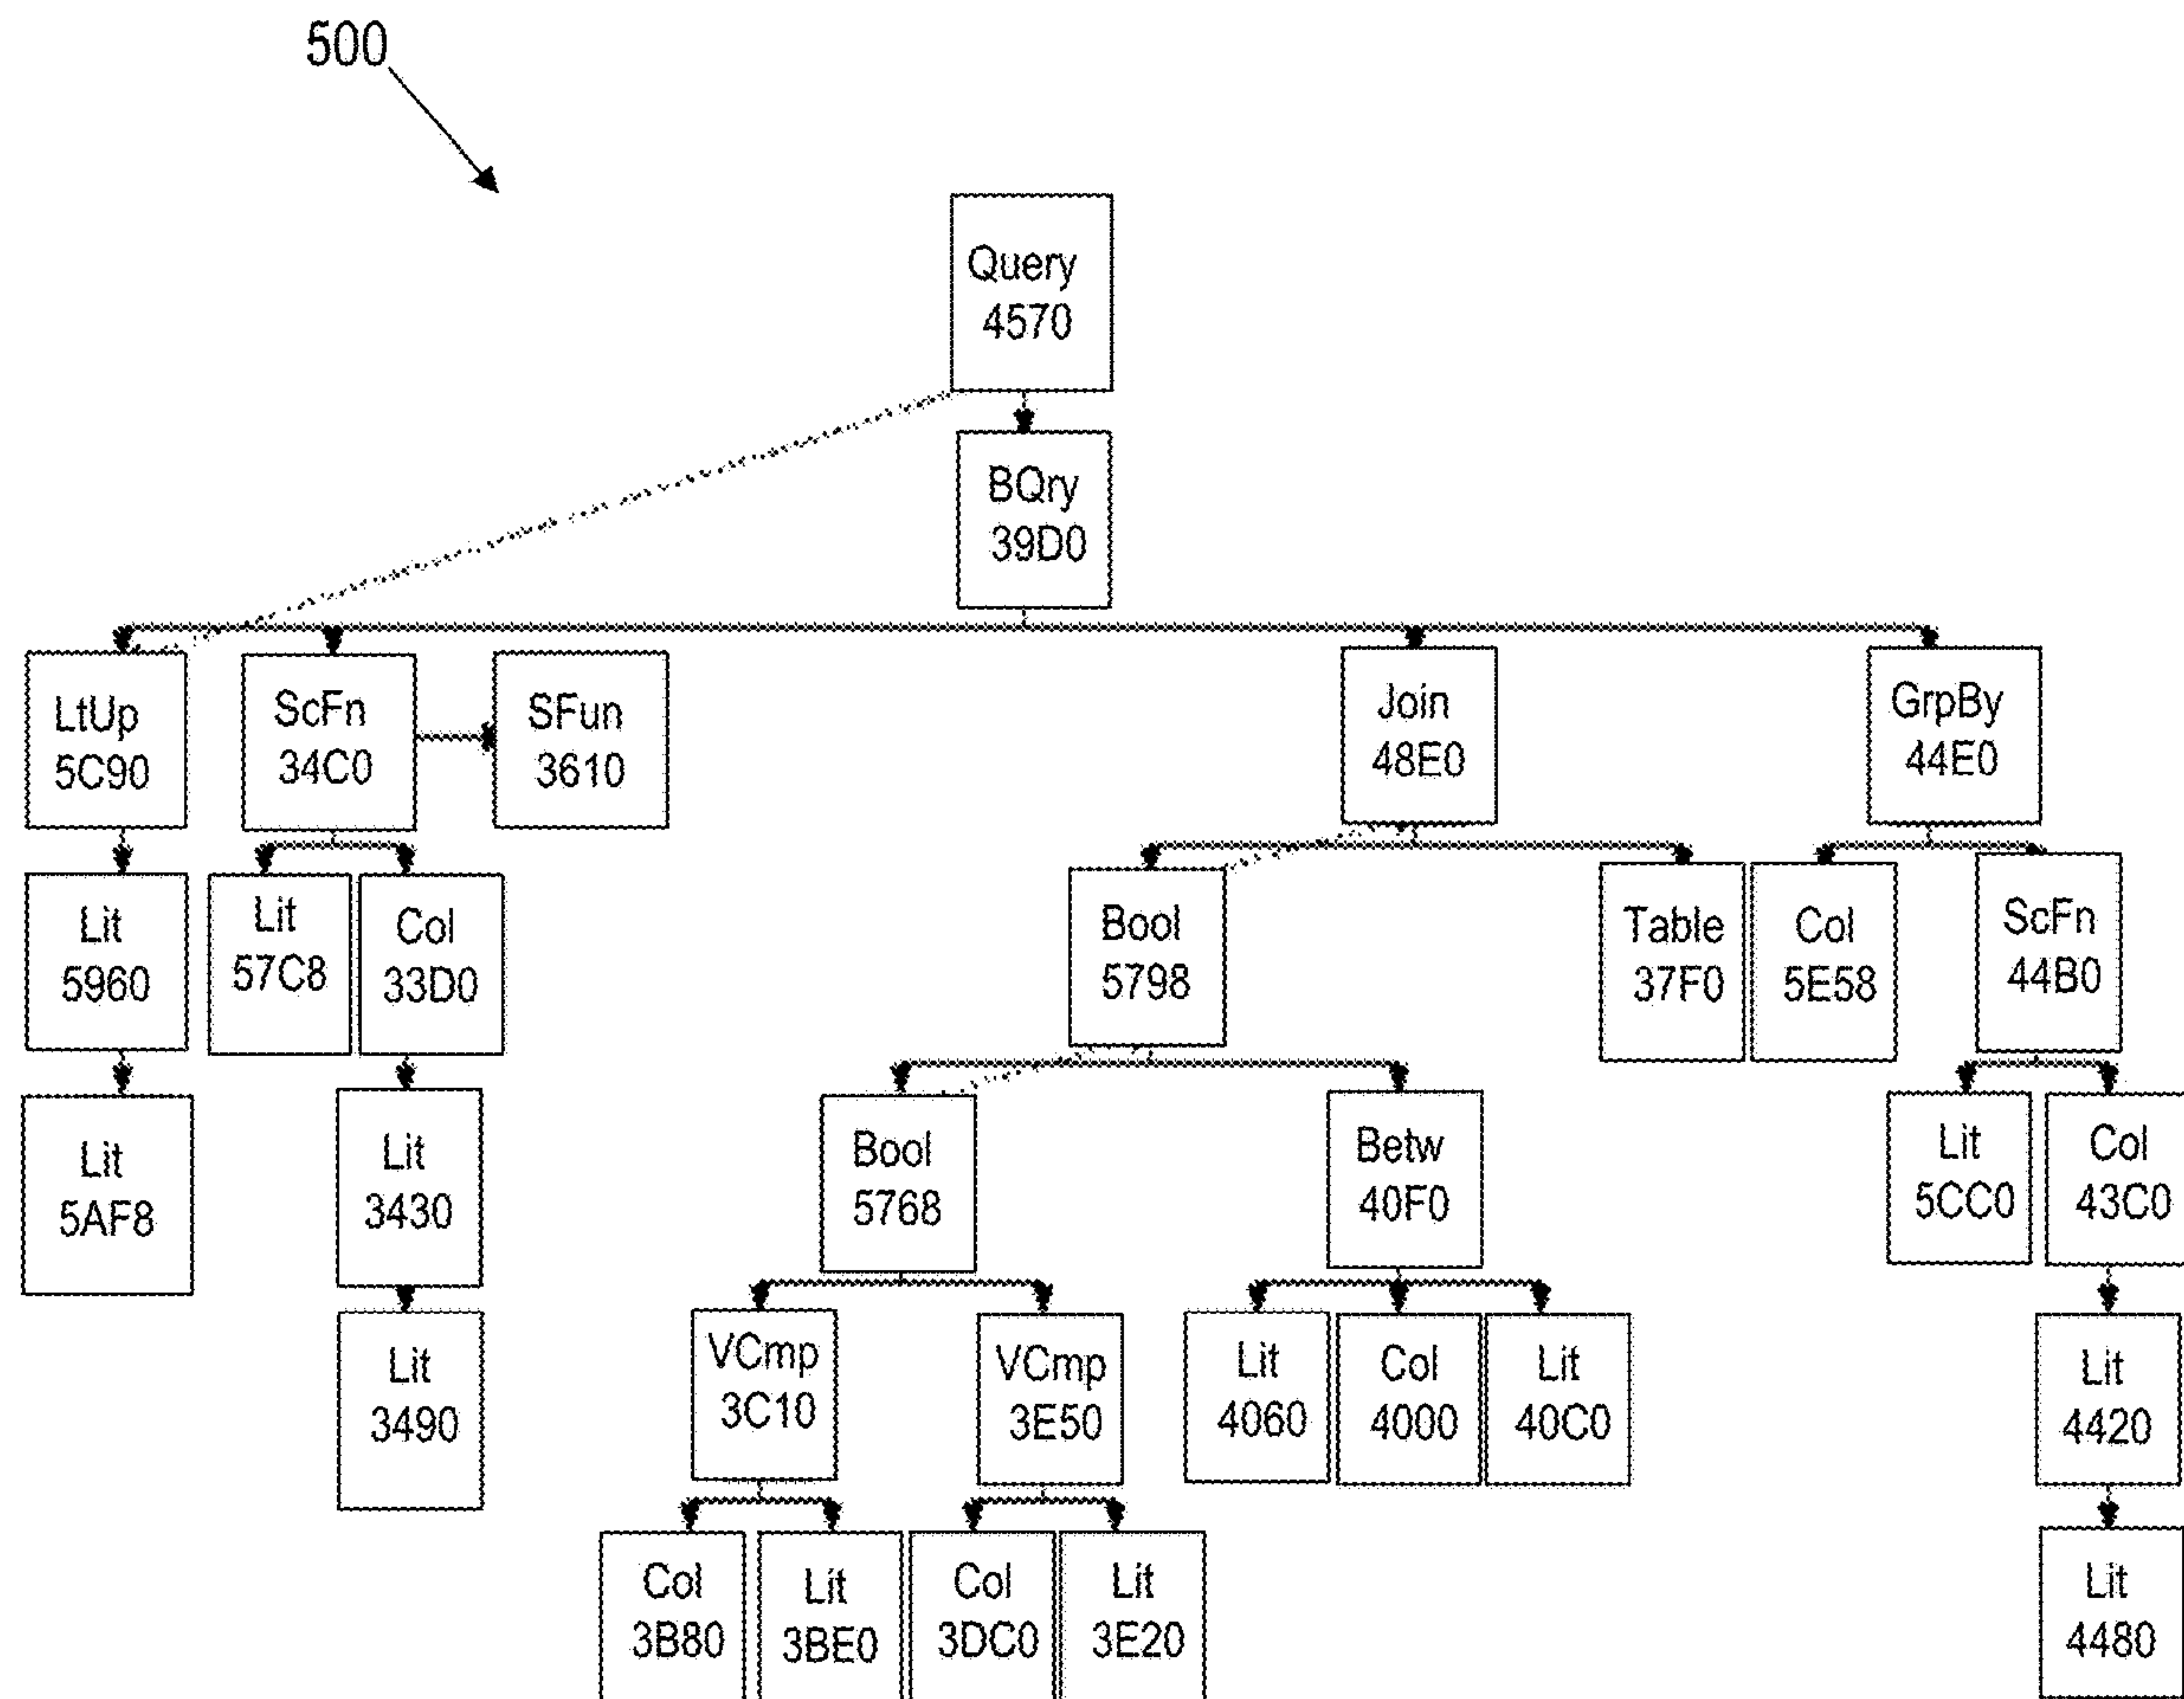 500
Query
4570
BQry
39D0
LtUp
5C90
ScFn
34C0
SFun
3610
Join
48E0
GrpBy
44E0
Lit
5960
Lit
57C8
Col
33D0
Bool
5798
Table
37F0
Col
5E58
ScFn
44B0
Lit
5AF8
Lit
3430
Bool
5768
Betw
40F0
Lit
5CC0
Col
43C0
Lit
3490
VCmp
3C10
VCmp
3E50
Lit
4060
Col
4000
Lit
40C0
Lit
4420
Col
3B80
Lit
3BE0
Col
3DC0
Lit
3E20
Lit
4480